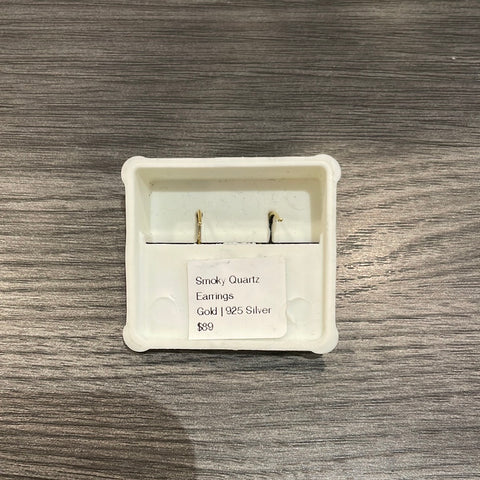 Smoky Quartz
Earrings
Gold | 925 Silver
$89